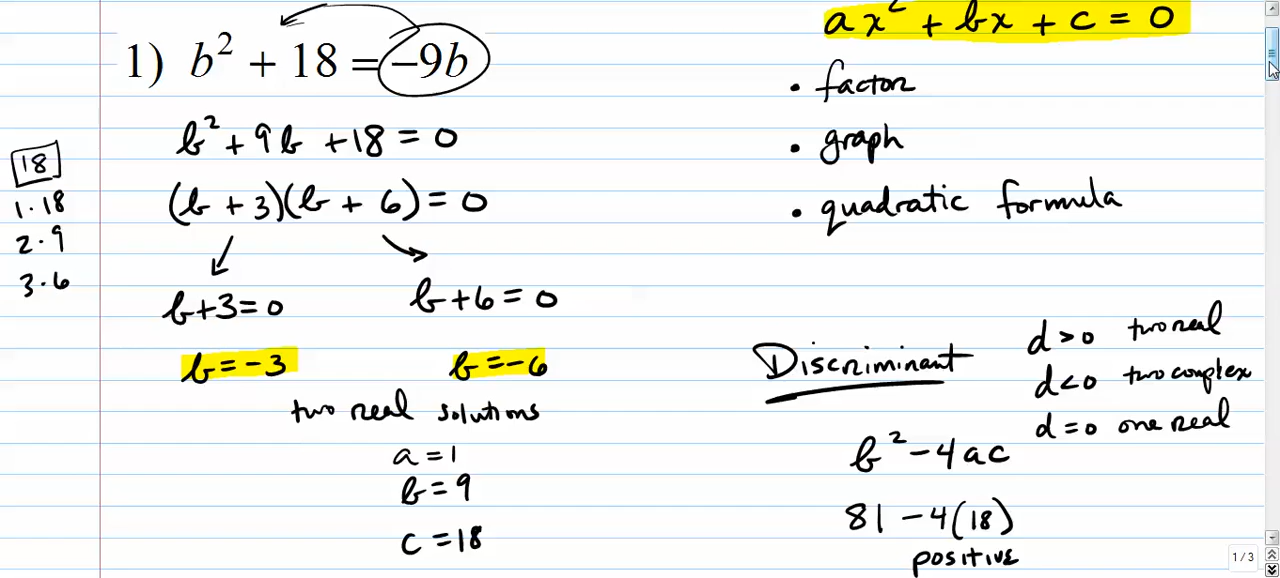 1) b² + 18 = -9b
b² + 9b + 18 = 0
18
1·18
2·9
3·6
(b + 3)(b + 6) = 0
b+3=0
b+6=0
b=-3
b=-6
two real solutions
a=1
b=9
c=18
ax² + bx + c = 0
• factor
• graph
• quadratic formula
Discriminant
d>0 two real
d<0 two complex
d=0 one real
b²-4ac
81-4(18)
positive
1/3